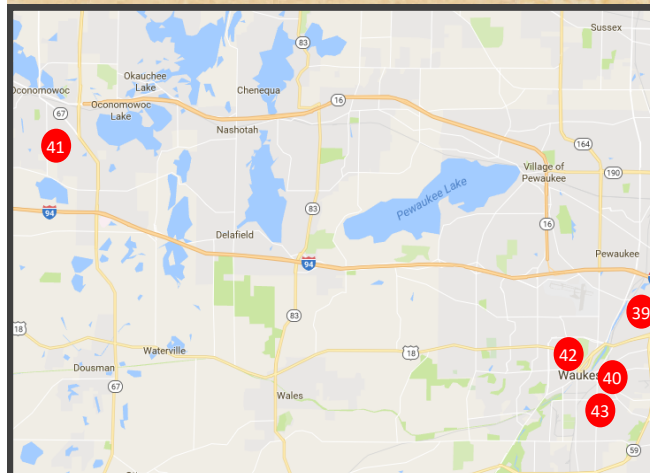 Sussex
83
Okauchee
Lake
Oconomowoc
Chenequa
16
67
Oconomowoc
Lake
Nashotah
164
41
Village of
Pewaukee
190
Pewaukee Lake
83
94
16
Delafield
Pewaukee
94
39
83
18
18
Waterville
42
Dousman
Waukes
40
67
Wales
43
59